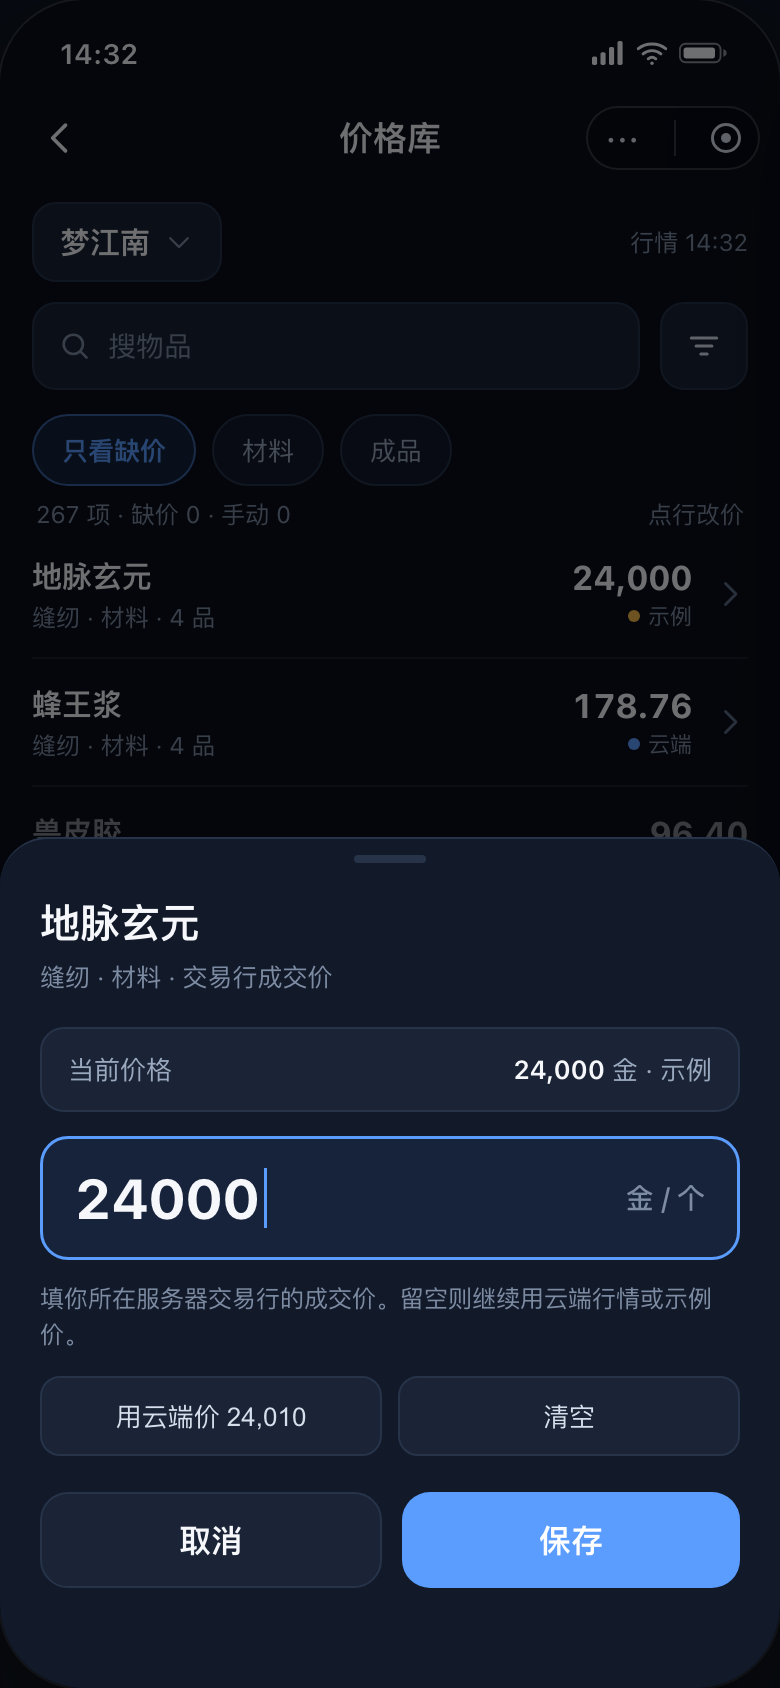 14:32
价格库
梦江南
行情 14:32
搜物品
只看缺价
材料
成品
267 项 · 缺价 0 · 手动 0
点行改价
地脉玄元
24,000
缝纫 · 材料 · 4 品
示例
蜂王浆
178.76
缝纫 · 材料 · 4 品
云端
兽皮胶
96.40
地脉玄元
缝纫 · 材料 · 交易行成交价
当前价格
24,000 金 · 示例
24000
金 / 个
填你所在服务器交易行的成交价。留空则继续用云端行情或示例
价。
用云端价 24,010
清空
取消
保存